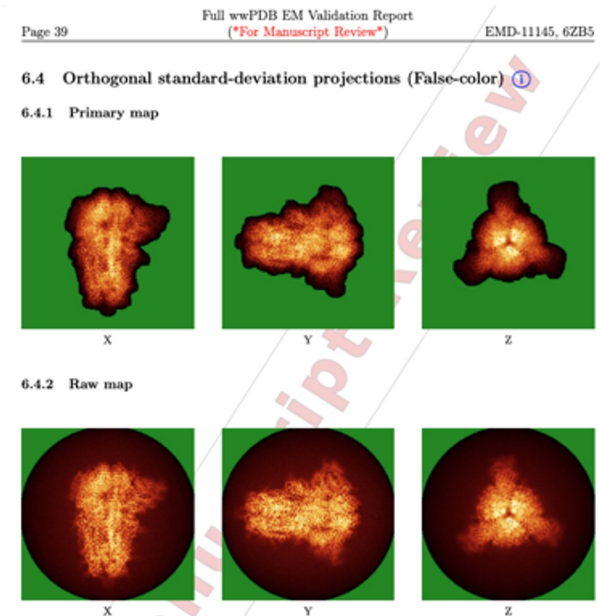 Full wwPDB EM Validation Report
Page 39
(*For Manuscript Review*)
EMD-11145, 6ZB5
6.4 Orthogonal standard-deviation projections (False-color) i
6.4.1 Primary map
X
Y
Z
6.4.2 Raw map
X
Y
Z